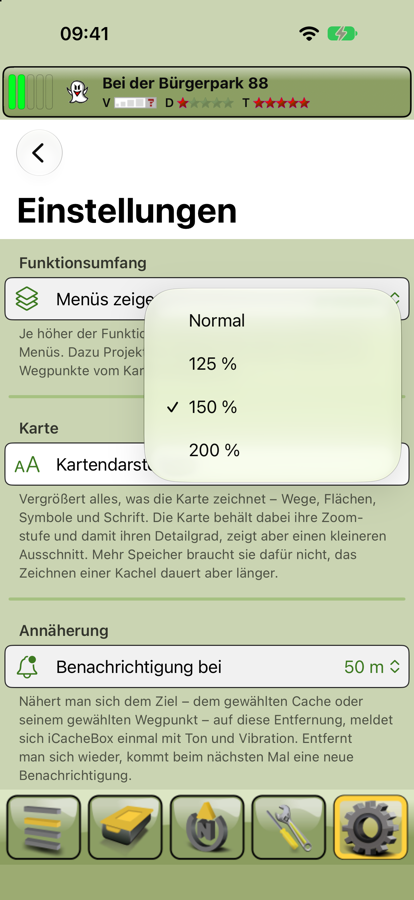 09:41
Bei der Bürgerpark 88
V ? D T
Einstellungen
Funktionsumfang
Menüs zeige
Normal
Je höher der Funktio
Menüs. Dazu Projek
125 %
Wegpunkte vom Kar
150 %
Karte
200 %
AA Kartendarst
Vergrößert alles, was die Karte zeichnet – Wege, Flächen,
Symbole und Schrift. Die Karte behält dabei ihre Zoom-
stufe und damit ihren Detailgrad, zeigt aber einen kleineren
Ausschnitt. Mehr Speicher braucht sie dafür nicht, das
Zeichnen einer Kachel dauert aber länger.
Annäherung
Benachrichtigung bei 50 m
Nähert man sich dem Ziel – dem gewählten Cache oder
seinem gewählten Wegpunkt – auf diese Entfernung, meldet
sich iCacheBox einmal mit Ton und Vibration. Entfernt
man sich wieder, kommt beim nächsten Mal eine neue
Benachrichtigung.
N